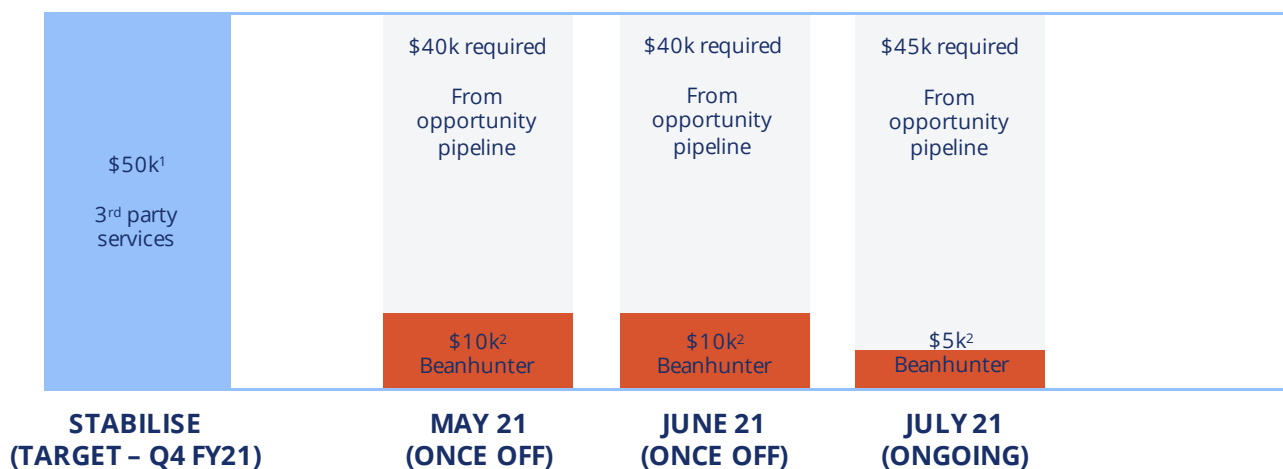 $50k¹
3rd party
services
$40k required
From
opportunity
pipeline
$10k²
Beanhunter
$40k required
From
opportunity
pipeline
$10k²
Beanhunter
$45k required
From
opportunity
pipeline
$5k²
Beanhunter
STABILISE
(TARGET – Q4 FY21)
MAY 21
(ONCE OFF)
JUNE 21
(ONCE OFF)
JULY 21
(ONGOING)